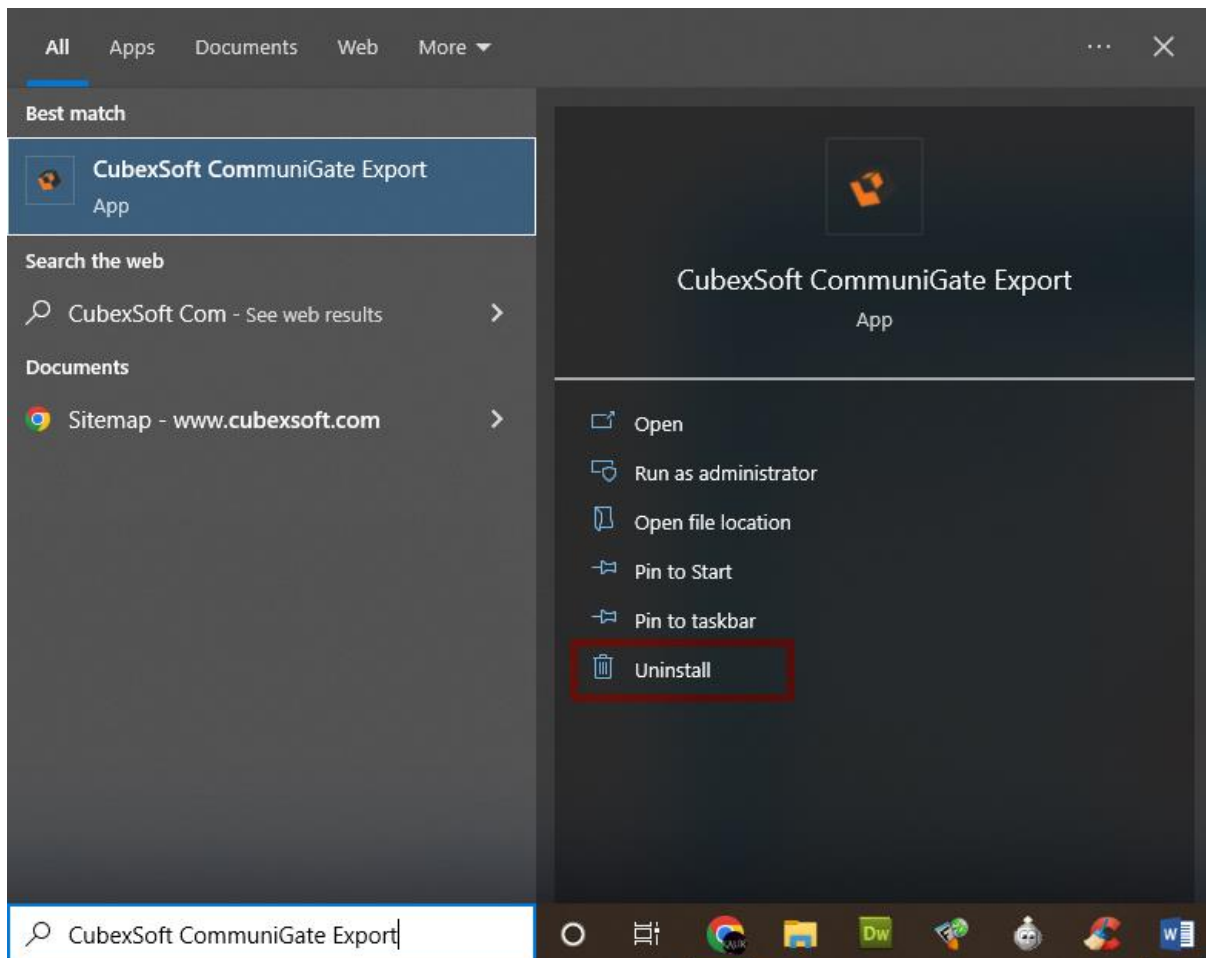 All Apps Documents Web More
Best match
CubexSoft CommuniGate Export
App
Search the web
CubexSoft Com - See web results
Documents
Sitemap - www.cubexsoft.com
CubexSoft CommuniGate Export
App
Open
Run as administrator
Open file location
Pin to Start
Pin to taskbar
Uninstall
CubexSoft CommuniGate Export
Dw
W